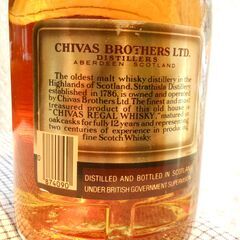 CHIVAS BROTHERS LTD.
DISTILLERS
ABERDEEN SCOTLAND
The oldest malt whisky distillery in the
Highlands of Scotland, Strathisla Distillery,
established in 1786, is owned and operated
by Chivas Brothers Ltd. The finest and most
treasured product of this old house is
"CHIVAS REGAL WHISKY," matured in
oak casks for fully 12 years and representing
two centuries of experience in producing
fine Scotch Whisky.
DISTILLED AND BOTTLED IN SCOTLAND
UNDER BRITISH GOVERNMENT SUPERVISION
874090